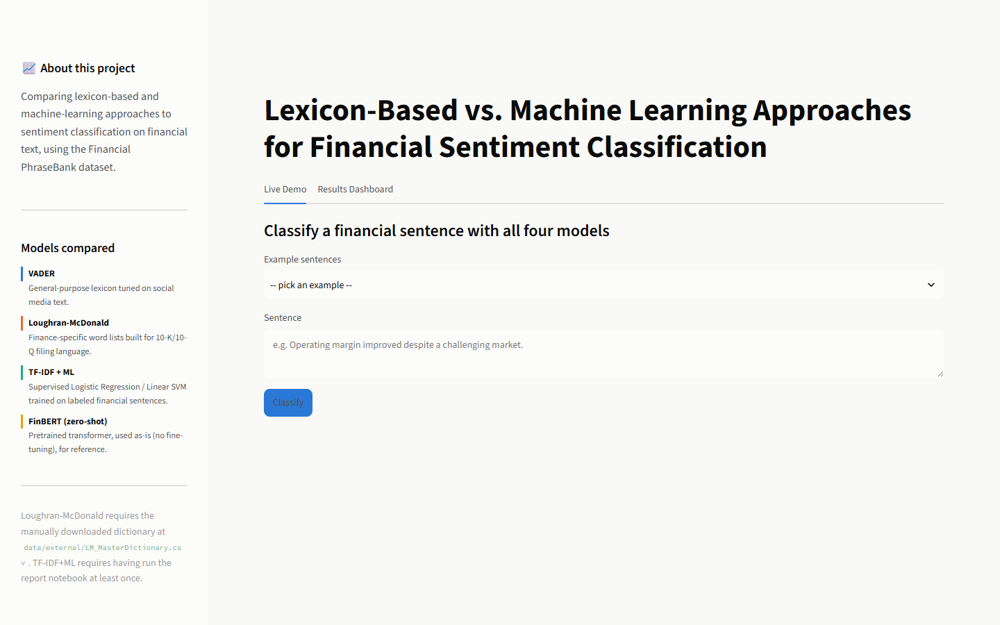 About this project
Comparing lexicon-based and
machine-learning approaches to
sentiment classification on financial
text, using the Financial
PhraseBank dataset.
Models compared
VADER
General-purpose lexicon tuned on social
media text.
Loughran-McDonald
Finance-specific word lists built for 10-K/10-
Q filing language.
TF-IDF + ML
Supervised Logistic Regression / Linear SVM
trained on labeled financial sentences.
FinBERT (zero-shot)
Pretrained transformer, used as-is (no fine-
tuning), for reference.
Loughran-McDonald requires the
manually downloaded dictionary at
data/external/LM_MasterDictionary.cs
v . TF-IDF+ML requires having run the
report notebook at least once.
Lexicon-Based vs. Machine Learning Approaches
for Financial Sentiment Classification
Live Demo Results Dashboard
Classify a financial sentence with all four models
Example sentences
-- pick an example --
Sentence
e.g. Operating margin improved despite a challenging market.
Classify